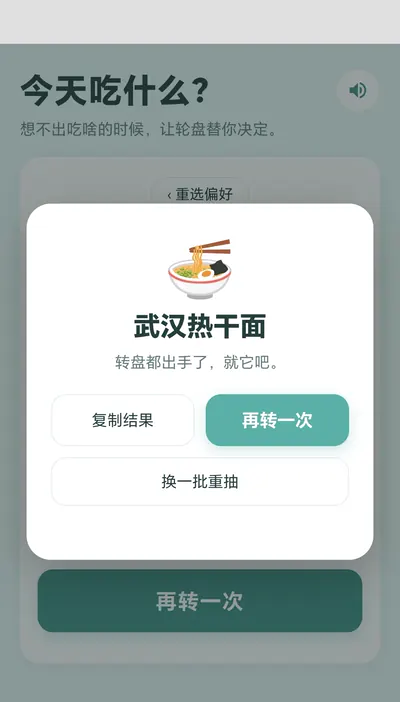 今天吃什么？
想不出吃啥的时候，让轮盘替你决定。
‹ 重选偏好
武汉热干面
转盘都出手了，就它吧。
复制结果
再转一次
换一批重抽
再转一次